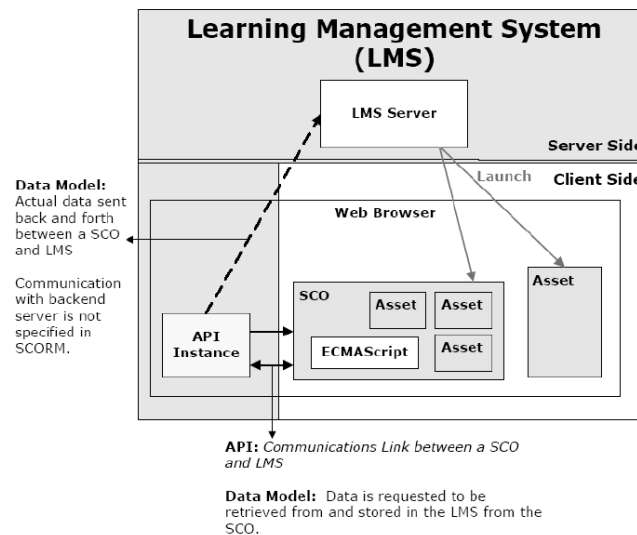 Learning Management System
(LMS)
LMS Server
Server Side
Launch
Client Side
Data Model:
Actual data sent
back and forth
between a SCO
and LMS
Communication
with backend
server is not
specified in
SCORM.
Web Browser
SCO
Asset
Asset
Asset
ECMAScript
Asset
API
Instance
API: Communications Link between a SCO
and LMS
Data Model: Data is requested to be
retrieved from and stored in the LMS from the
SCO.